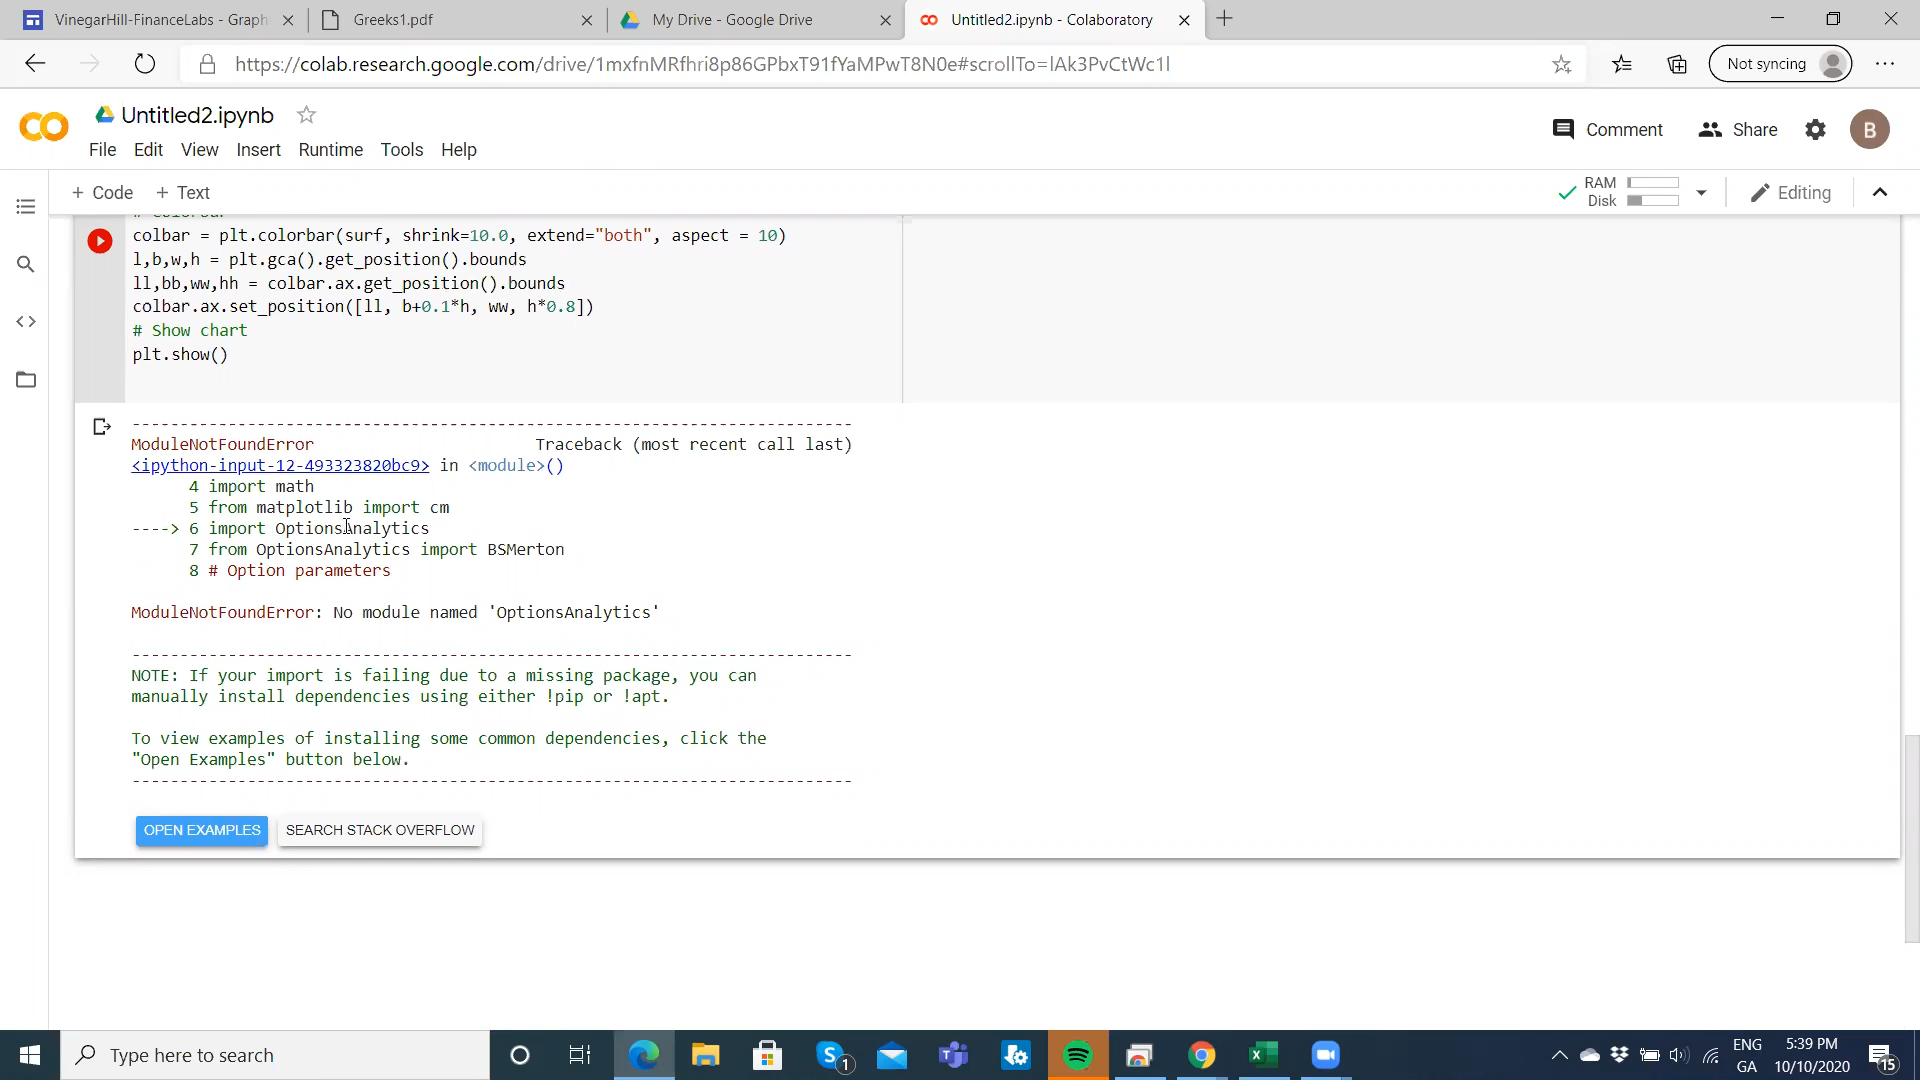 VinegarHill-FinanceLabs - Graph
Greeks1.pdf
My Drive - Google Drive
Untitled2.ipynb - Colaboratory
https://colab.research.google.com/drive/1mxfnMRfhri8p86GPbxT91fYaMPwT8N0e#scrollTo=lAk3PvCtWc1l
Not syncing
Untitled2.ipynb
Comment
Share
B
File Edit View Insert Runtime Tools Help
+ Code + Text
RAM
Disk
Editing
# Colorbar
colbar = plt.colorbar(surf, shrink=10.0, extend="both", aspect = 10)
l,b,w,h = plt.gca().get_position().bounds
ll,bb,ww,hh = colbar.ax.get_position().bounds
colbar.ax.set_position([ll, b+0.1*h, ww, h*0.8])
# Show chart
plt.show()
---------------------------------------------------------------------------
ModuleNotFoundError                       Traceback (most recent call last)
<ipython-input-12-493323820bc9> in <module>()
      4 import math
      5 from matplotlib import cm
----> 6 import OptionsAnalytics
      7 from OptionsAnalytics import BSMerton
      8 # Option parameters
ModuleNotFoundError: No module named 'OptionsAnalytics'
---------------------------------------------------------------------------
NOTE: If your import is failing due to a missing package, you can
manually install dependencies using either !pip or !apt.
To view examples of installing some common dependencies, click the
"Open Examples" button below.
---------------------------------------------------------------------------
OPEN EXAMPLES
SEARCH STACK OVERFLOW
Type here to search
1
ENG
GA
5:39 PM
10/10/2020
15